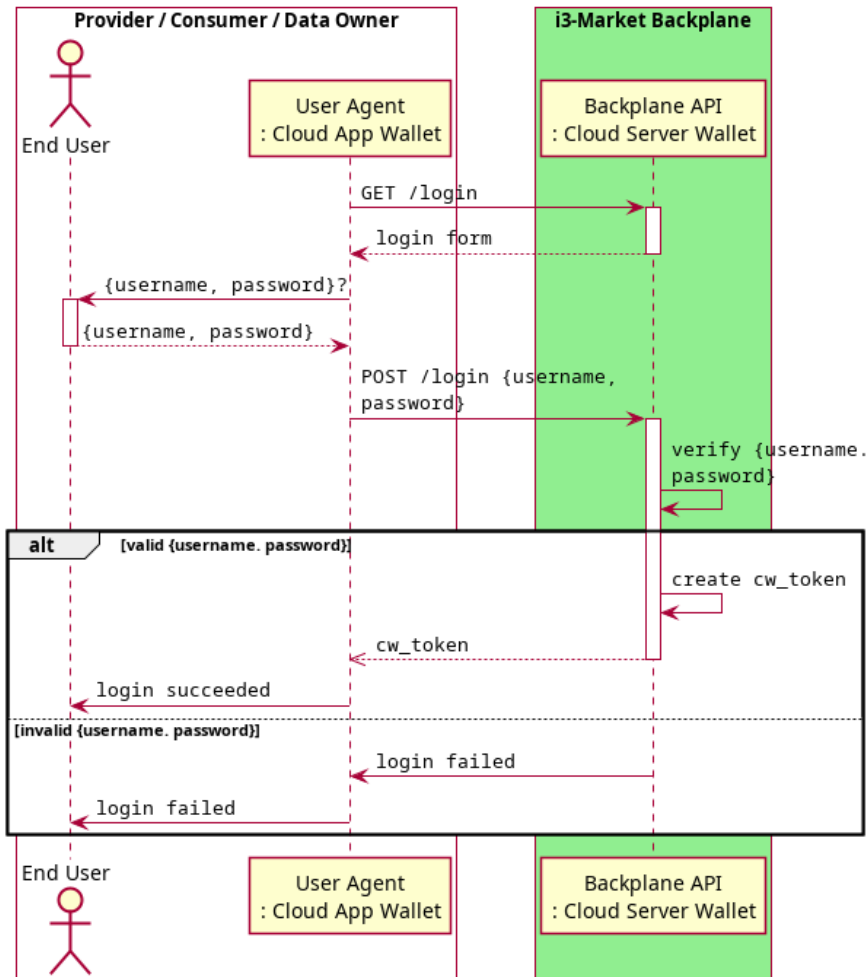 Provider / Consumer / Data Owner
i3-Market Backplane
End User
User Agent
: Cloud App Wallet
Backplane API
: Cloud Server Wallet
GET /login
login form
{username, password}?
{username, password}
POST /login {username,
password}
verify {username.
password}
alt
[valid {username. password}]
create cw_token
cw_token
login succeeded
[invalid {username. password}]
login failed
login failed
End User
User Agent
: Cloud App Wallet
Backplane API
: Cloud Server Wallet